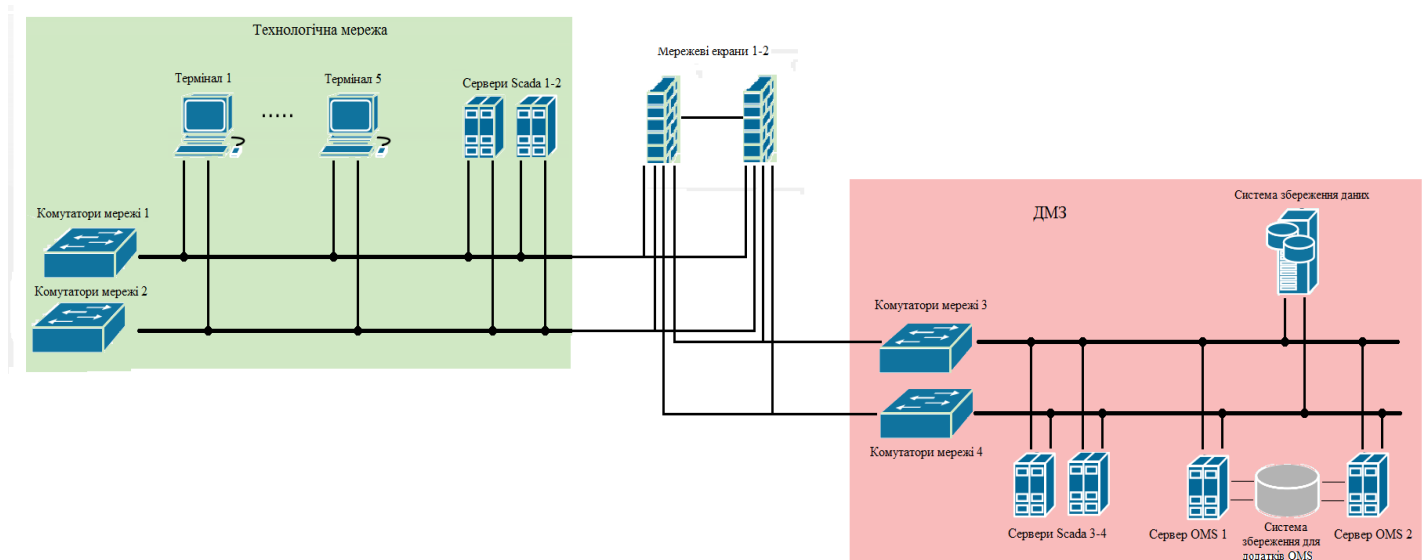 Технологічна мережа
Мережеві екрани 1-2
Термінал 1
Термінал 5
Сервери Scada 1-2
.....
Система збереження даних
ДМЗ
Комутатори мережі 1
Комутатори мережі 2
Комутатори мережі 3
Комутатори мережі 4
Сервери Scada 3-4
Сервер OMS 1
Система
збереження для
додатків OMS
Сервер OMS 2